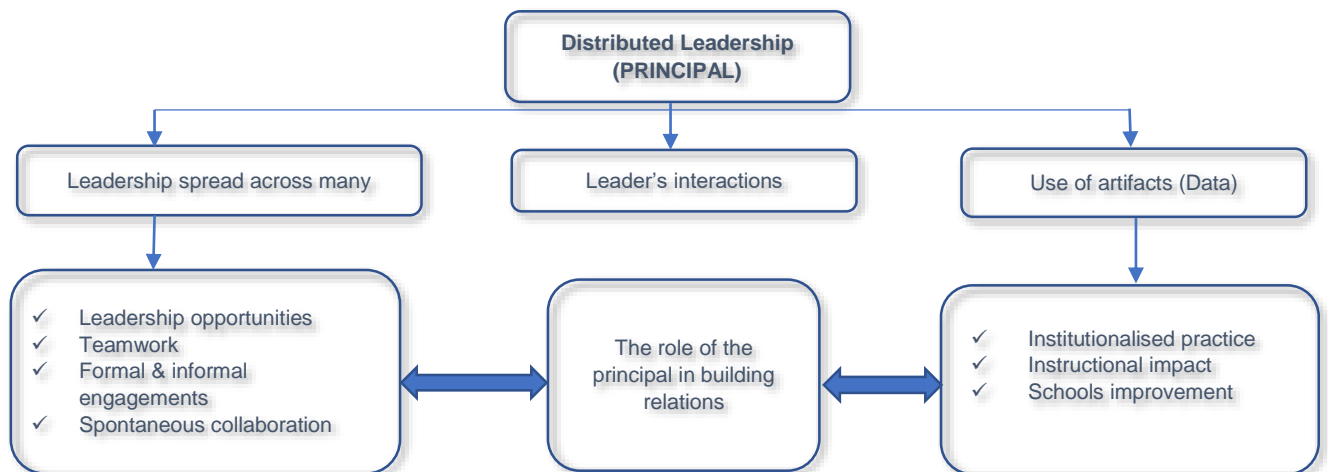 Distributed Leadership
(PRINCIPAL)
Leadership spread across many
Leader's interactions
Use of artifacts (Data)
✓ Leadership opportunities
✓ Teamwork
✓ Formal & informal
engagements
✓ Spontaneous collaboration
The role of the
principal in building
relations
✓ Institutionalised practice
✓ Instructional impact
✓ Schools improvement